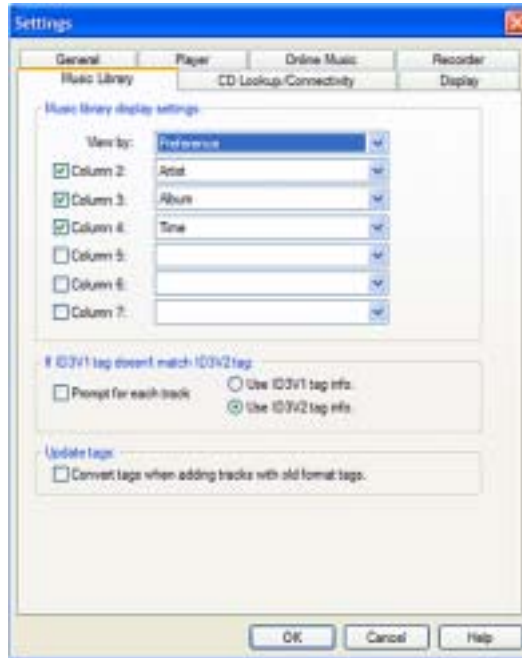 Settings
General Player Online Music Recorder
Music Library CD Lookup/Connectivity Display
Music library display settings
View by: Preference
Column 2: Artist
Column 3: Album
Column 4: Time
Column 5:
Column 6:
Column 7:
If ID3V1 tag doesn't match ID3V2 tag:
Prompt for each track
Use ID3V1 tag info.
Use ID3V2 tag info.
Update tags:
Convert tags when adding tracks with old format tags.
OK Cancel Help